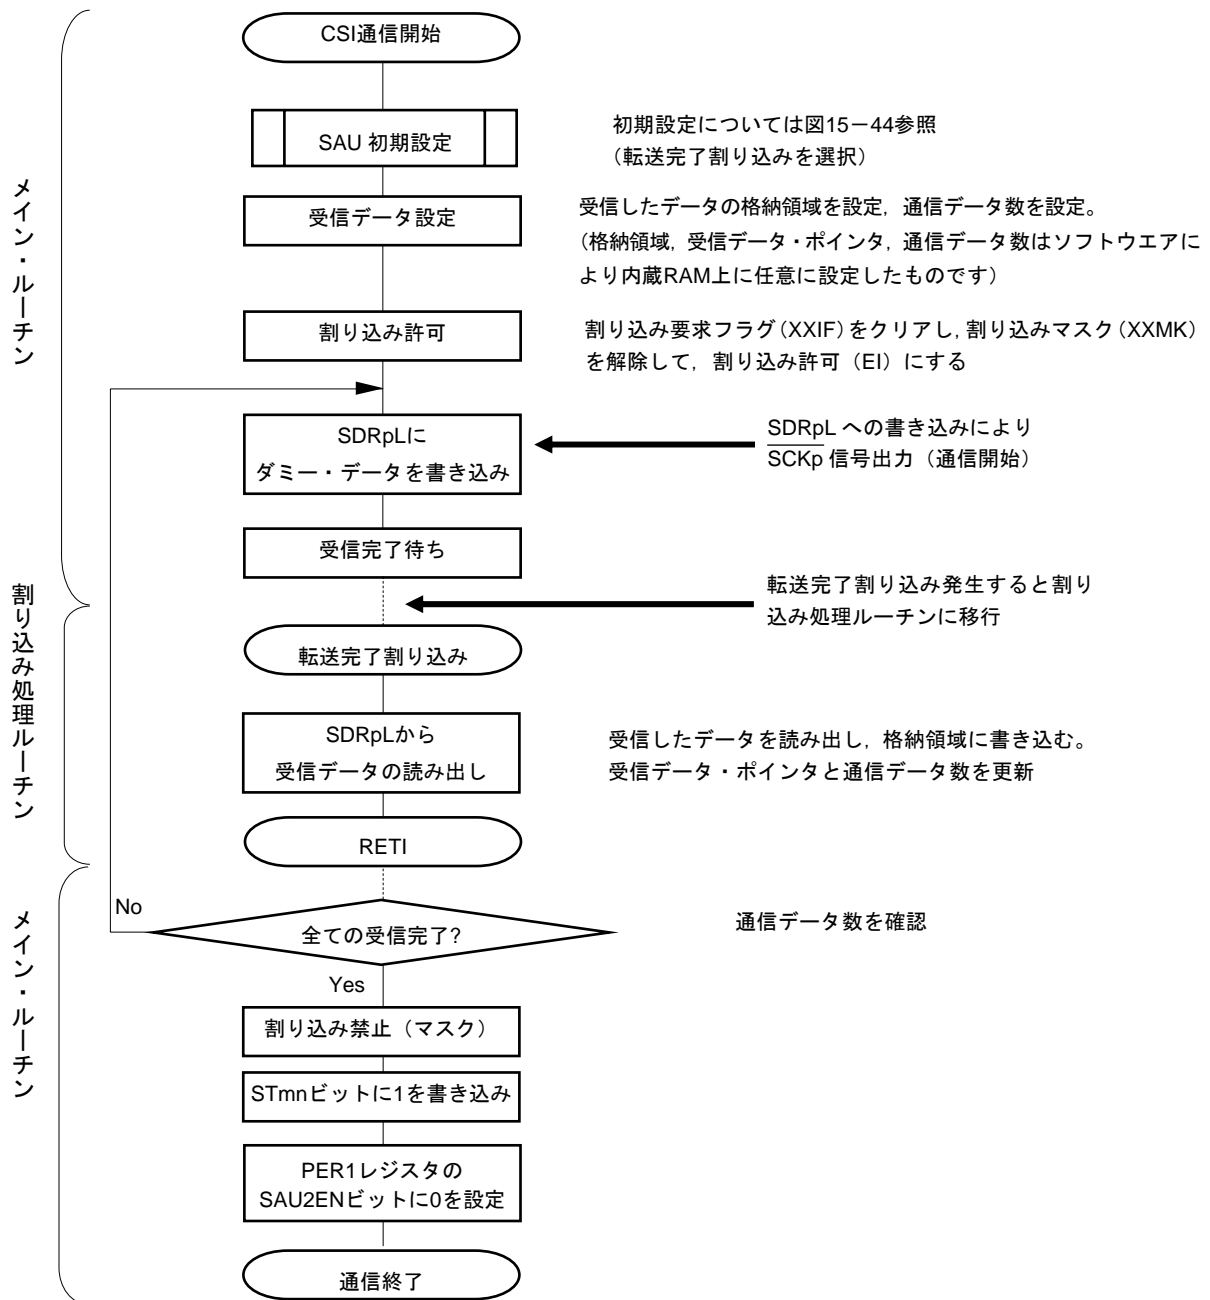 CSI通信開始
SAU 初期設定
初期設定については図15-44参照
（転送完了割り込みを選択）
メイン・ルーチン
受信データ設定
受信したデータの格納領域を設定，通信データ数を設定。
（格納領域，受信データ・ポインタ，通信データ数はソフトウエアに
より内蔵RAM上に任意に設定したものです）
割り込み許可
割り込み要求フラグ（XXIF）をクリアし，割り込みマスク（XXMK）
を解除して，割り込み許可（EI）にする
SDRpLに
ダミー・データを書き込み
SDRpL への書き込みにより
SCKp 信号出力（通信開始）
受信完了待ち
転送完了割り込み発生すると割り
込み処理ルーチンに移行
割り込み処理ルーチン
転送完了割り込み
SDRpLから
受信データの読み出し
受信したデータを読み出し，格納領域に書き込む。
受信データ・ポインタと通信データ数を更新
RETI
メイン・ルーチン
No
全ての受信完了?
通信データ数を確認
Yes
割り込み禁止（マスク）
STmnビットに1を書き込み
PER1レジスタの
SAU2ENビットに0を設定
通信終了